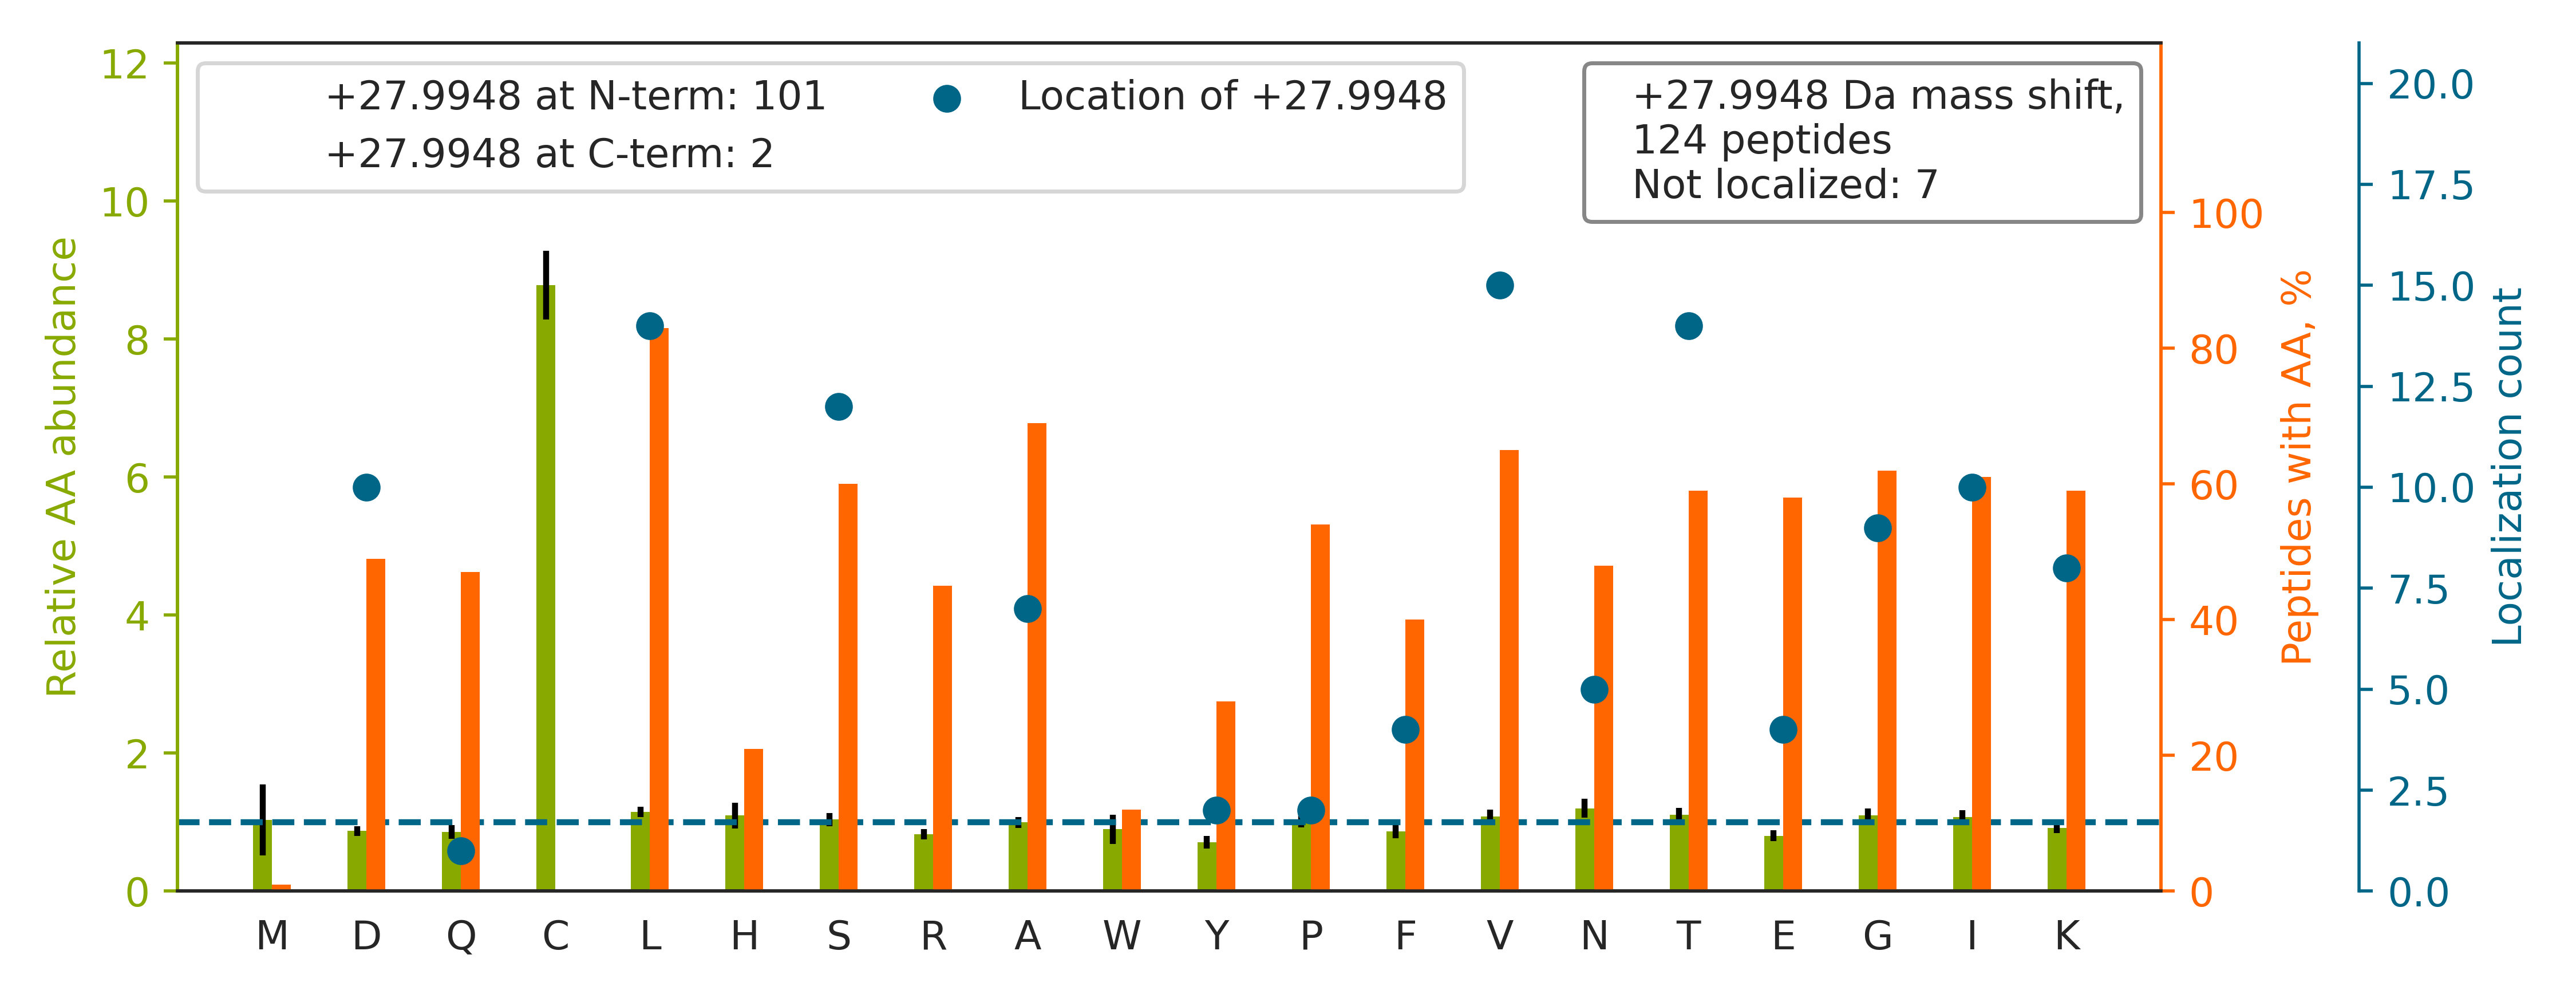 +27.9948 at N-term: 101
+27.9948 at C-term: 2
Location of +27.9948
+27.9948 Da mass shift,
124 peptides
Not localized: 7
Relative AA abundance
12
10
8
6
4
2
0
M D Q C L H S R A W Y P F V N T E G I K
100
80
60
40
20
0
Peptides with AA, %
20.0
17.5
15.0
12.5
10.0
7.5
5.0
2.5
0.0
Localization count